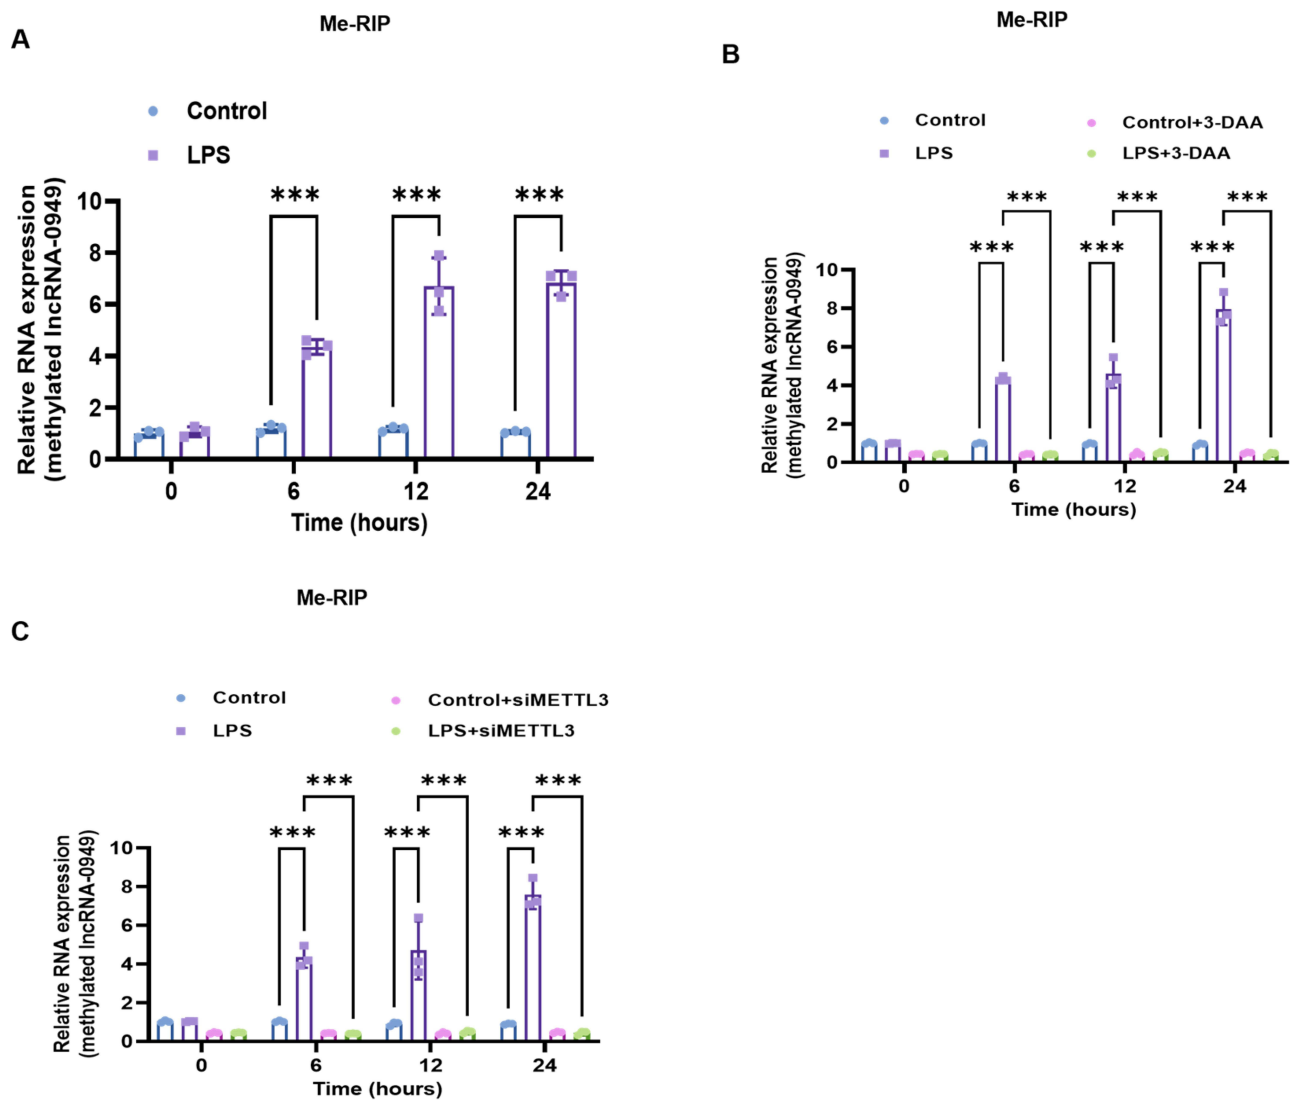 A
Me-RIP
Control
LPS
Relative RNA expression
(methylated lncRNA-0949)
10
8
6
4
2
0
***
***
***
0 6 12 24
Time (hours)
B
Me-RIP
Control
LPS
Control+3-DAA
LPS+3-DAA
Relative RNA expression
(methylated lncRNA-0949)
10
8
6
4
2
0
*** *** ***
*** *** ***
0 6 12 24
Time (hours)
C
Me-RIP
Control
LPS
Control+siMETTL3
LPS+siMETTL3
Relative RNA expression
(methylated lncRNA-0949)
10
8
6
4
2
0
*** *** ***
*** *** ***
0 6 12 24
Time (hours)